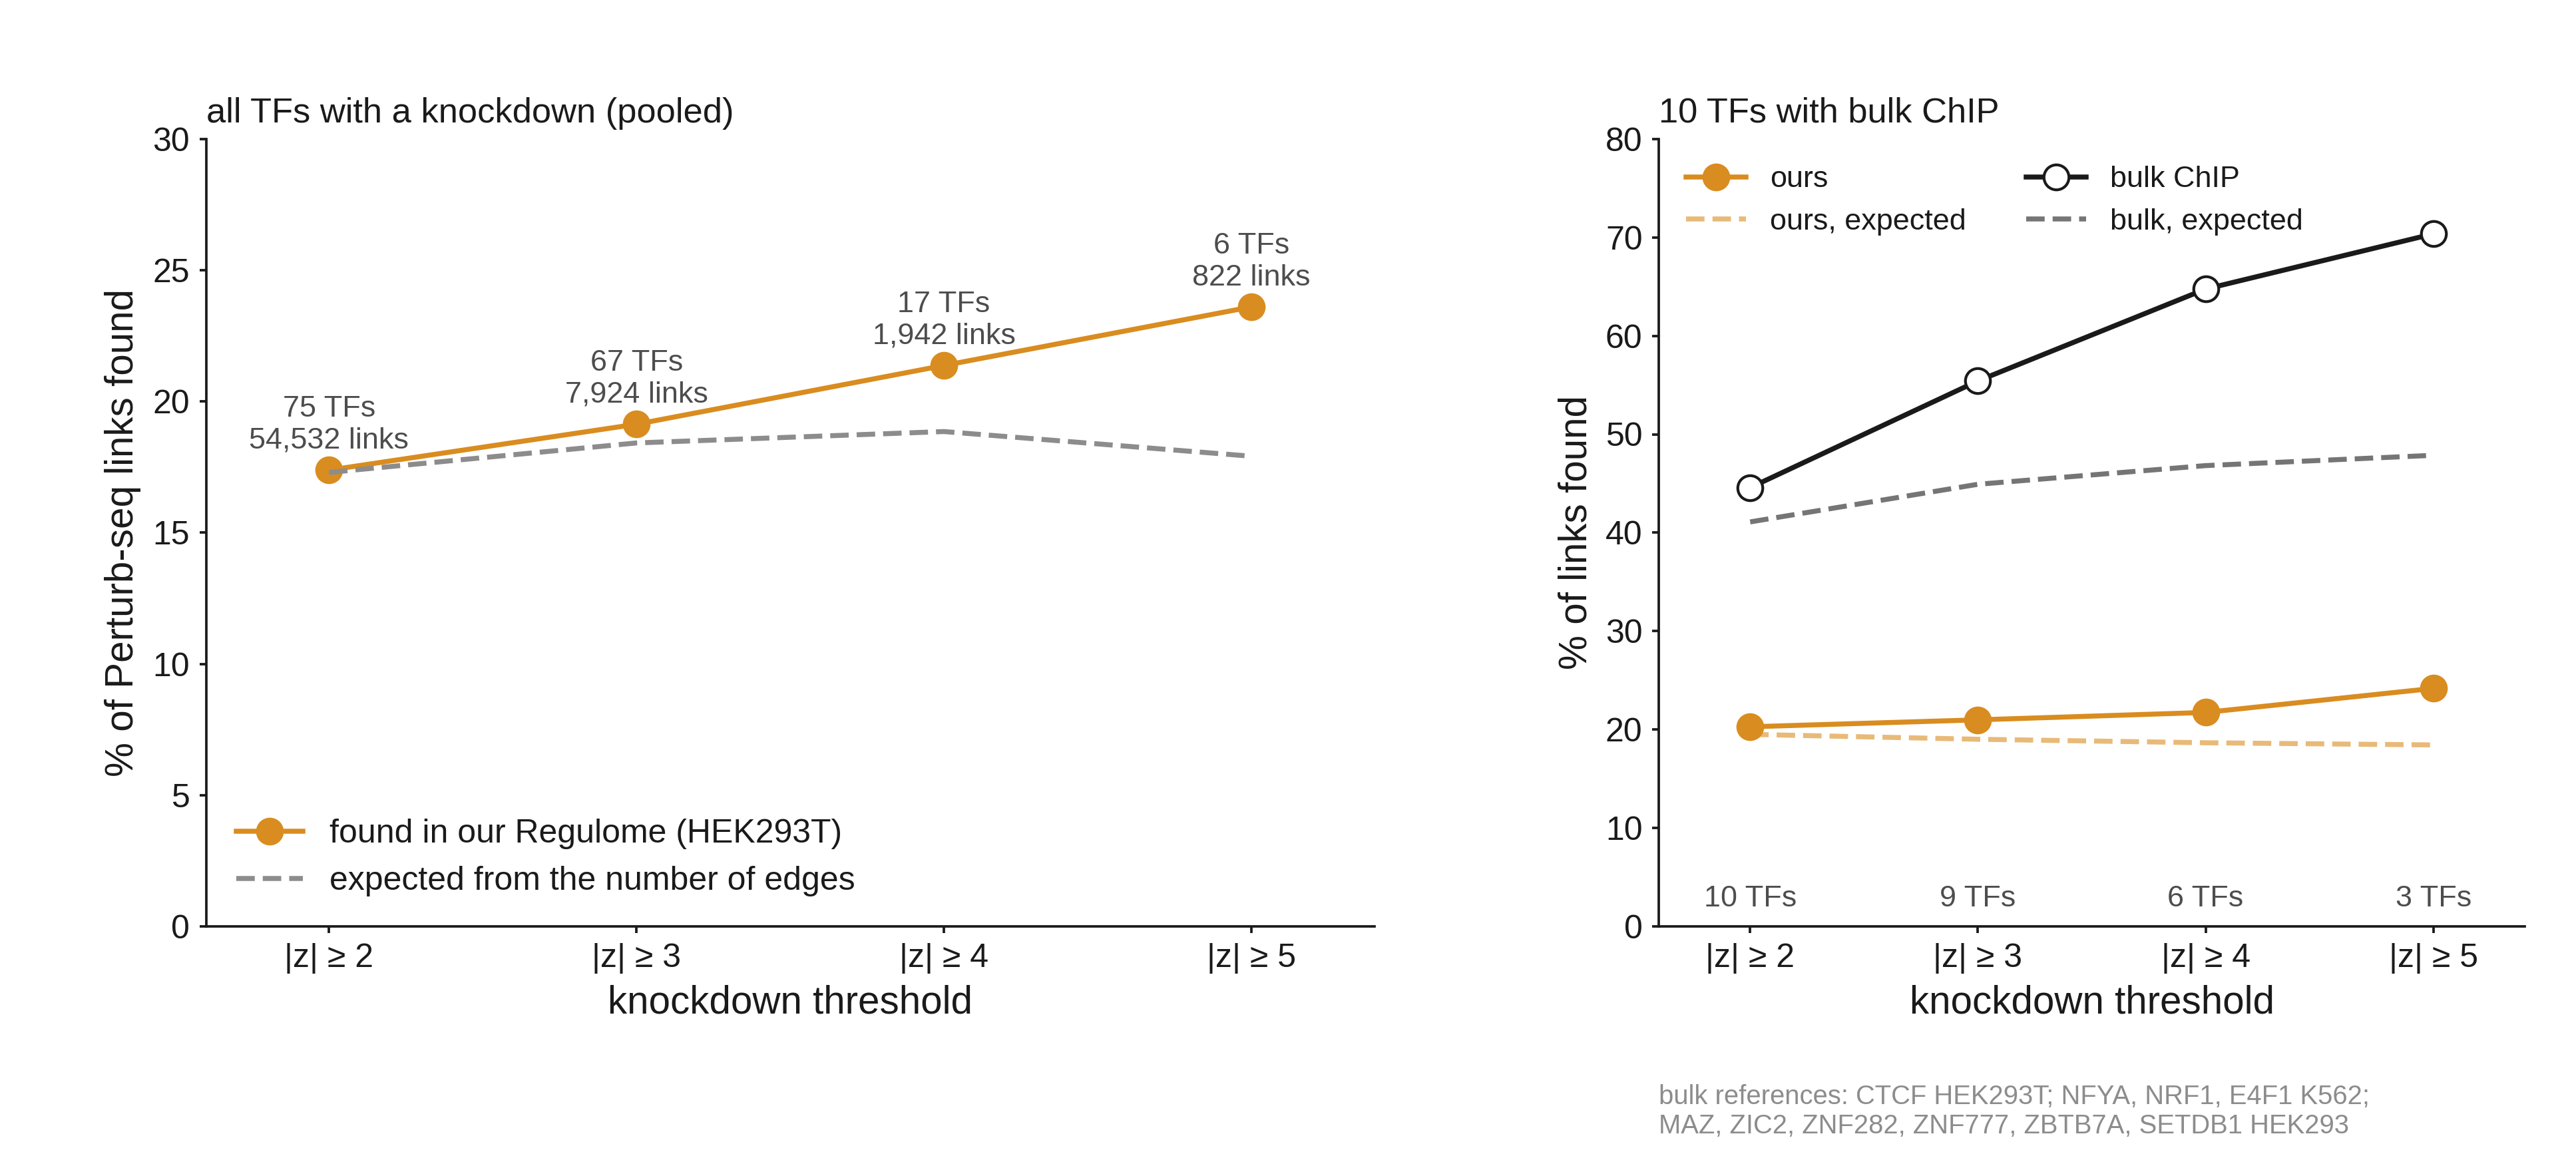 all TFs with a knockdown (pooled)
30
25
20
15
10
5
0
% of Perturb-seq links found
75 TFs
54,532 links
67 TFs
7,924 links
17 TFs
1,942 links
6 TFs
822 links
found in our Regulome (HEK293T)
expected from the number of edges
|z| ≥ 2
|z| ≥ 3
|z| ≥ 4
|z| ≥ 5
knockdown threshold
10 TFs with bulk ChIP
80
70
60
50
40
30
20
10
0
% of links found
ours
ours, expected
bulk ChIP
bulk, expected
10 TFs
9 TFs
6 TFs
3 TFs
|z| ≥ 2
|z| ≥ 3
|z| ≥ 4
|z| ≥ 5
knockdown threshold
bulk references: CTCF HEK293T; NFYA, NRF1, E4F1 K562;
MAZ, ZIC2, ZNF282, ZNF777, ZBTB7A, SETDB1 HEK293